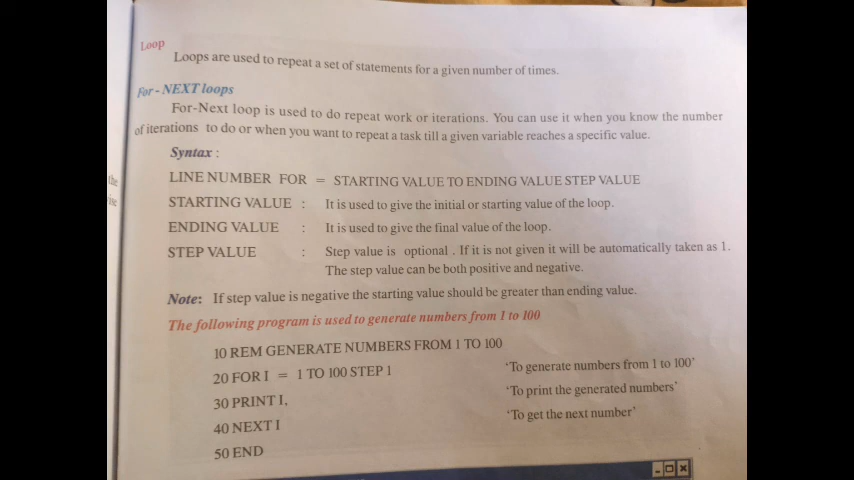 Loop
Loops are used to repeat a set of statements for a given number of times.
For - NEXT loops
For-Next loop is used to do repeat work or iterations. You can use it when you know the number
of iterations to do or when you want to repeat a task till a given variable reaches a specific value.
Syntax :
LINE NUMBER FOR = STARTING VALUE TO ENDING VALUE STEP VALUE
STARTING VALUE : It is used to give the initial or starting value of the loop.
ENDING VALUE : It is used to give the final value of the loop.
STEP VALUE : Step value is optional . If it is not given it will be automatically taken as 1.
The step value can be both positive and negative.
Note: If step value is negative the starting value should be greater than ending value.
The following program is used to generate numbers from 1 to 100
10 REM GENERATE NUMBERS FROM 1 TO 100
20 FOR I = 1 TO 100 STEP 1 ‘To generate numbers from 1 to 100’
30 PRINT I, ‘To print the generated numbers’
40 NEXT I ‘To get the next number’
50 END
the